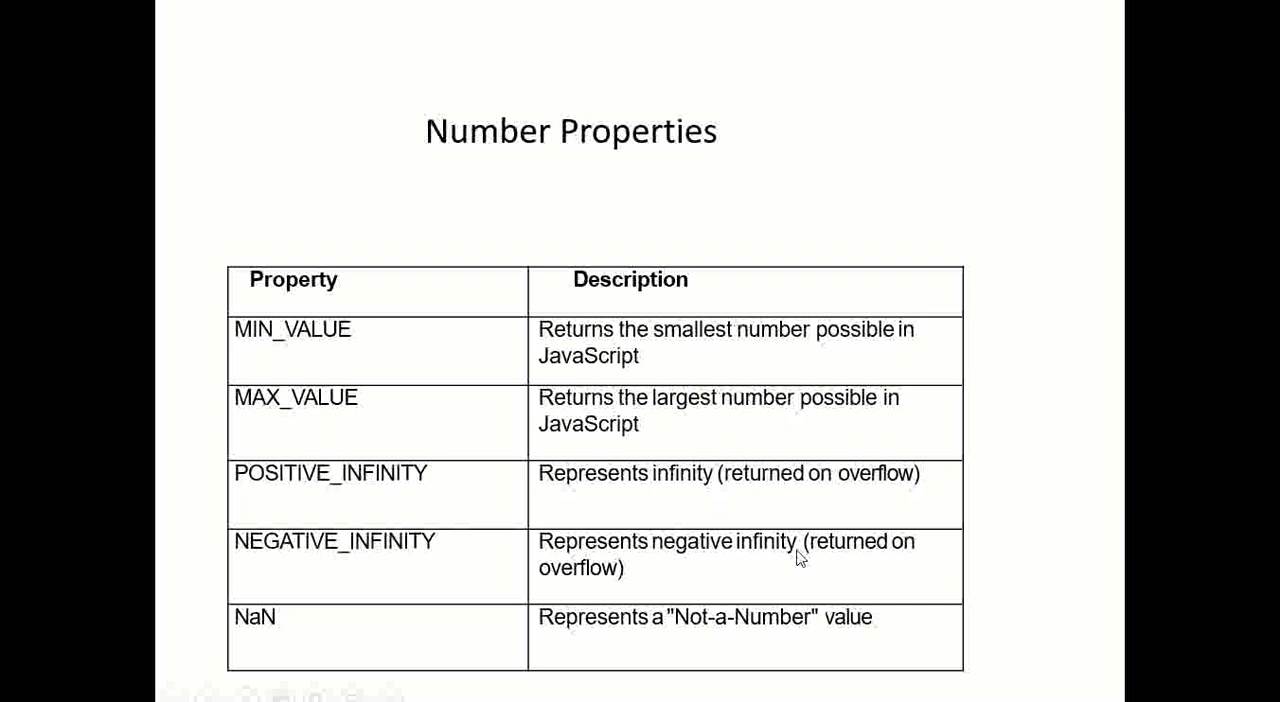 Number Properties
Property
Description
MIN_VALUE
Returns the smallest number possible in
JavaScript
MAX_VALUE
Returns the largest number possible in
JavaScript
POSITIVE_INFINITY
Represents infinity (returned on overflow)
NEGATIVE_INFINITY
Represents negative infinity (returned on
overflow)
NaN
Represents a "Not-a-Number" value